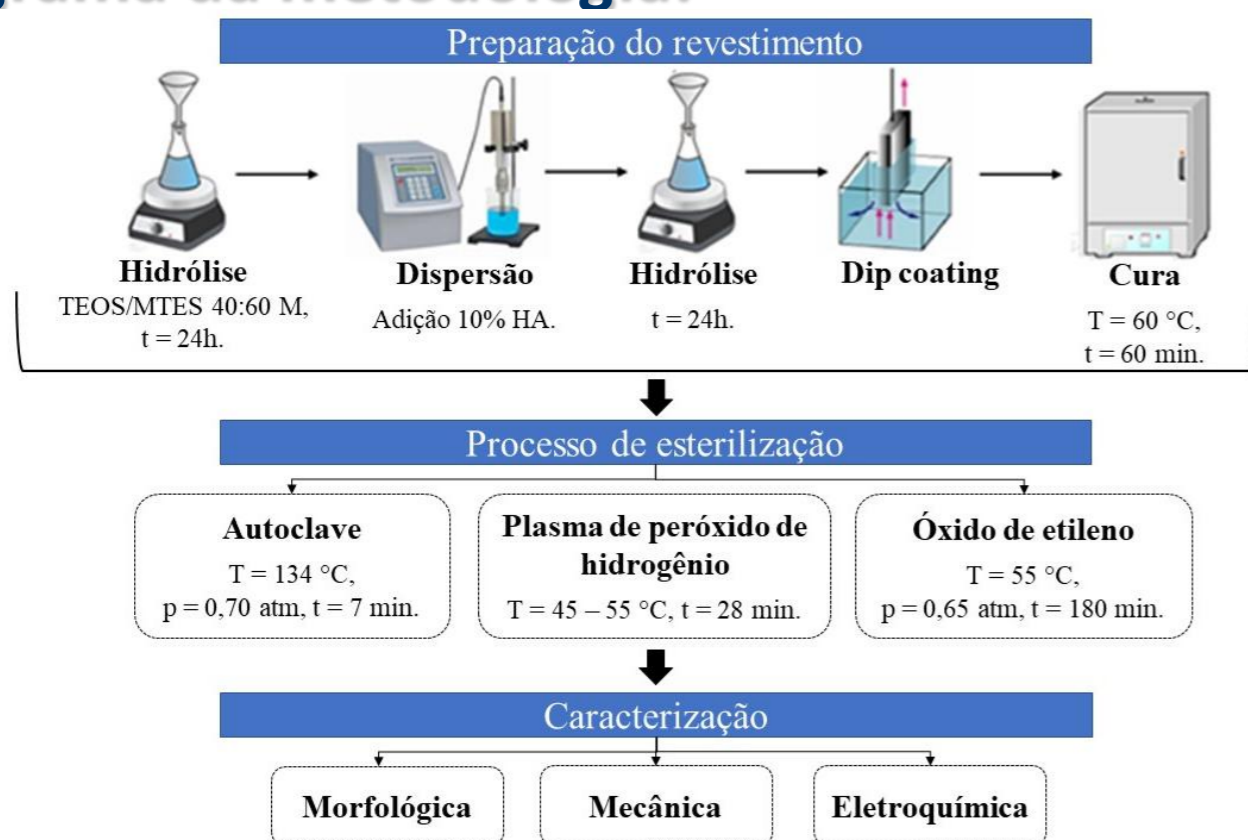 Preparação do revestimento
Hidrólise
TEOS/MTES 40:60 M,
t = 24h.
Dispersão
Adição 10% HA.
Hidrólise
t = 24h.
Dip coating
Cura
T = 60 °C,
t = 60 min.
Processo de esterilização
Autoclave
T = 134 °C,
p = 0,70 atm, t = 7 min.
Plasma de peróxido de
hidrogênio
T = 45 – 55 °C, t = 28 min.
Óxido de etileno
T = 55 °C,
p = 0,65 atm, t = 180 min.
Caracterização
Morfológica
Mecânica
Eletroquímica